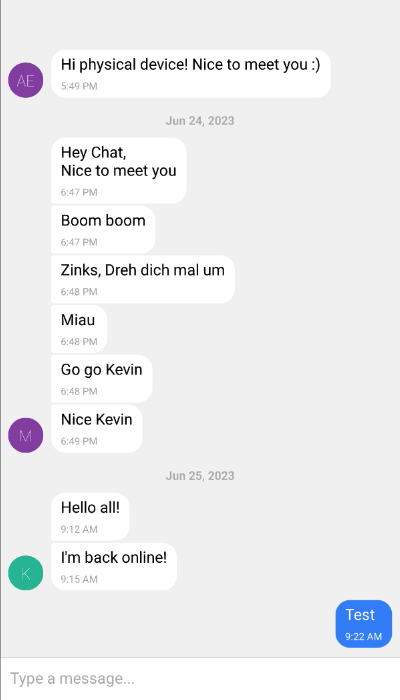 Hi physical device! Nice to meet you :)
5:49 PM
AE
Jun 24, 2023
Hey Chat,
Nice to meet you
6:47 PM
Boom boom
6:47 PM
Zinks, Dreh dich mal um
6:48 PM
Miau
6:48 PM
Go go Kevin
6:48 PM
Nice Kevin
6:49 PM
M
Jun 25, 2023
Hello all!
9:12 AM
I'm back online!
9:15 AM
K
Test
9:22 AM
Type a message...